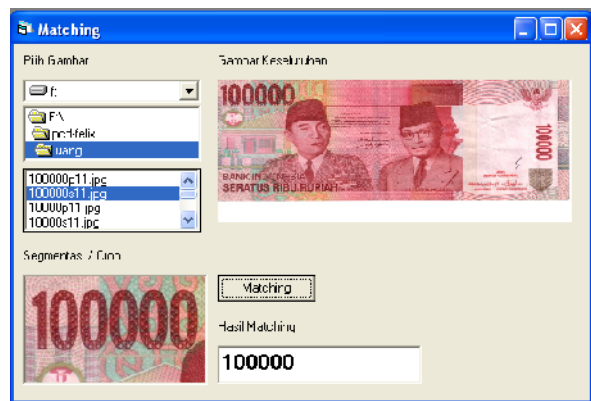 Matching
Pilih Gambar
Gambar Keseluruhan
f:
F:\
pcd-felix
uang
100000p11.jpg
100000s11.jpg
10000p11.jpg
10000s11.jpg
100000
100000
BANK INDONESIA
SERATUS RIBU RUPIAH
Segmentasi / Crop
100000
Matching
Hasil Matching
100000